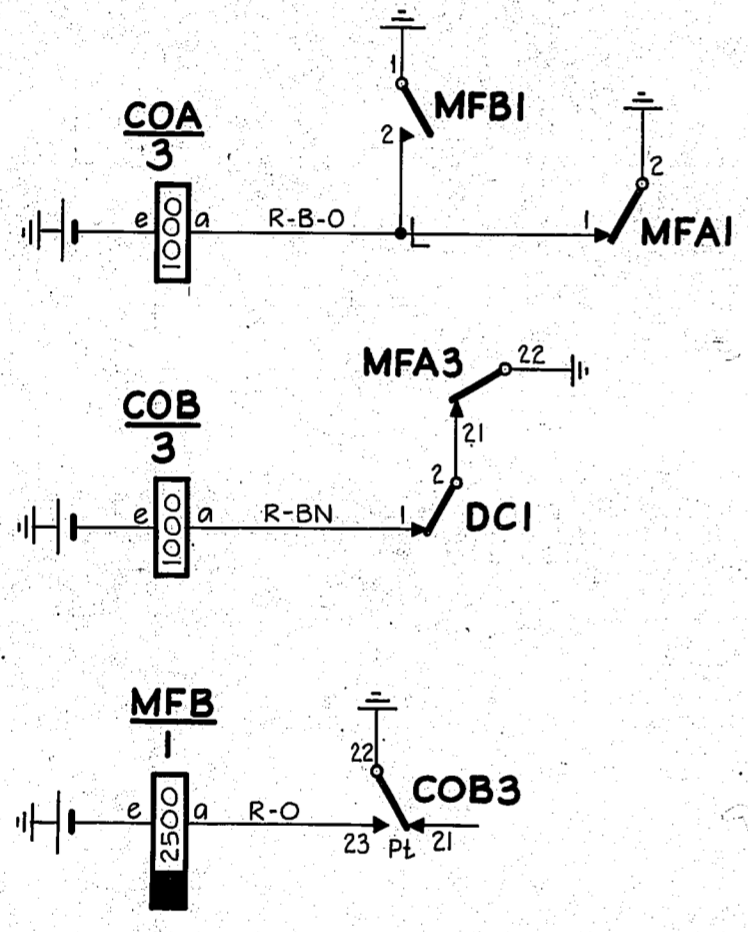 1
MFB1
COA
3
2
2
e 1000 a R-B-O 1 MFA1
MFA3 22
COB
3
21
2
e 1000 a R-BN 1 DC1
MFB
1
22
COB3
e 2500 a R-O
23 Pt 21